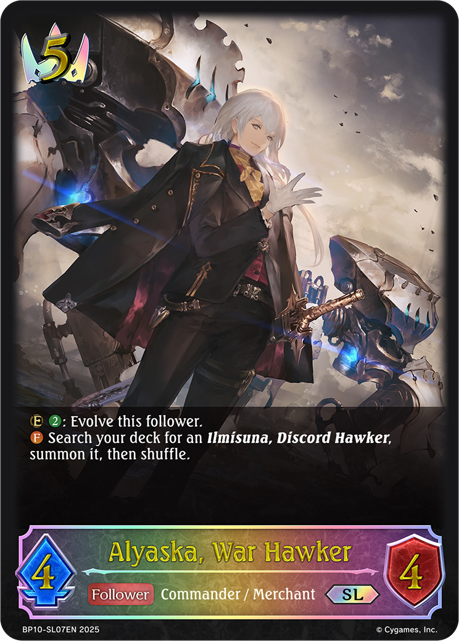 5
E 2: Evolve this follower.
F Search your deck for an Ilmisuna, Discord Hawker,
summon it, then shuffle.
Alyaska, War Hawker
4
Follower Commander / Merchant SL
4
BP10-SL07EN 2025 © Cygames, Inc.